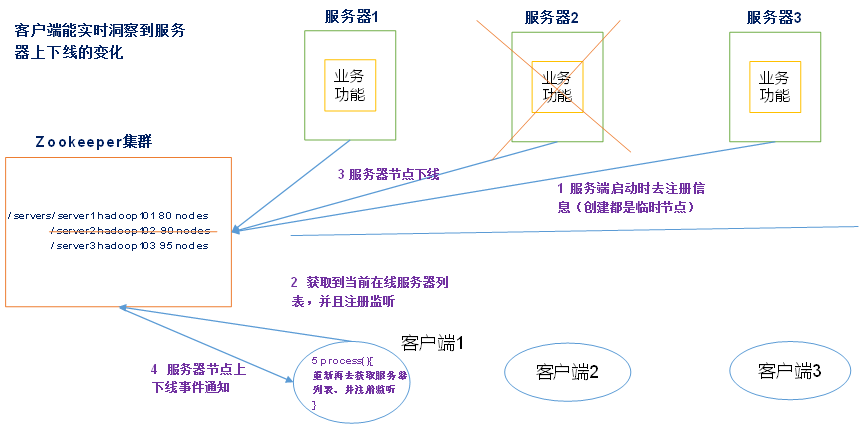 客户端能实时洞察到服务
器上下线的变化
服务器1
服务器2
服务器3
业务
功能
业务
功能
业务
功能
Zookeeper集群
3 服务器节点下线
1 服务端启动时去注册信
息（创建都是临时节点）
/servers/server1 hadoop101 80 nodes
/server2 hadoop102 90 nodes
/server3 hadoop103 95 nodes
2 获取到当前在线服务器列
表，并且注册监听
客户端1
4 服务器节点上
下线事件通知
5 process(){
重新再去获取服务器
列表，并注册监听
}
客户端2
客户端3